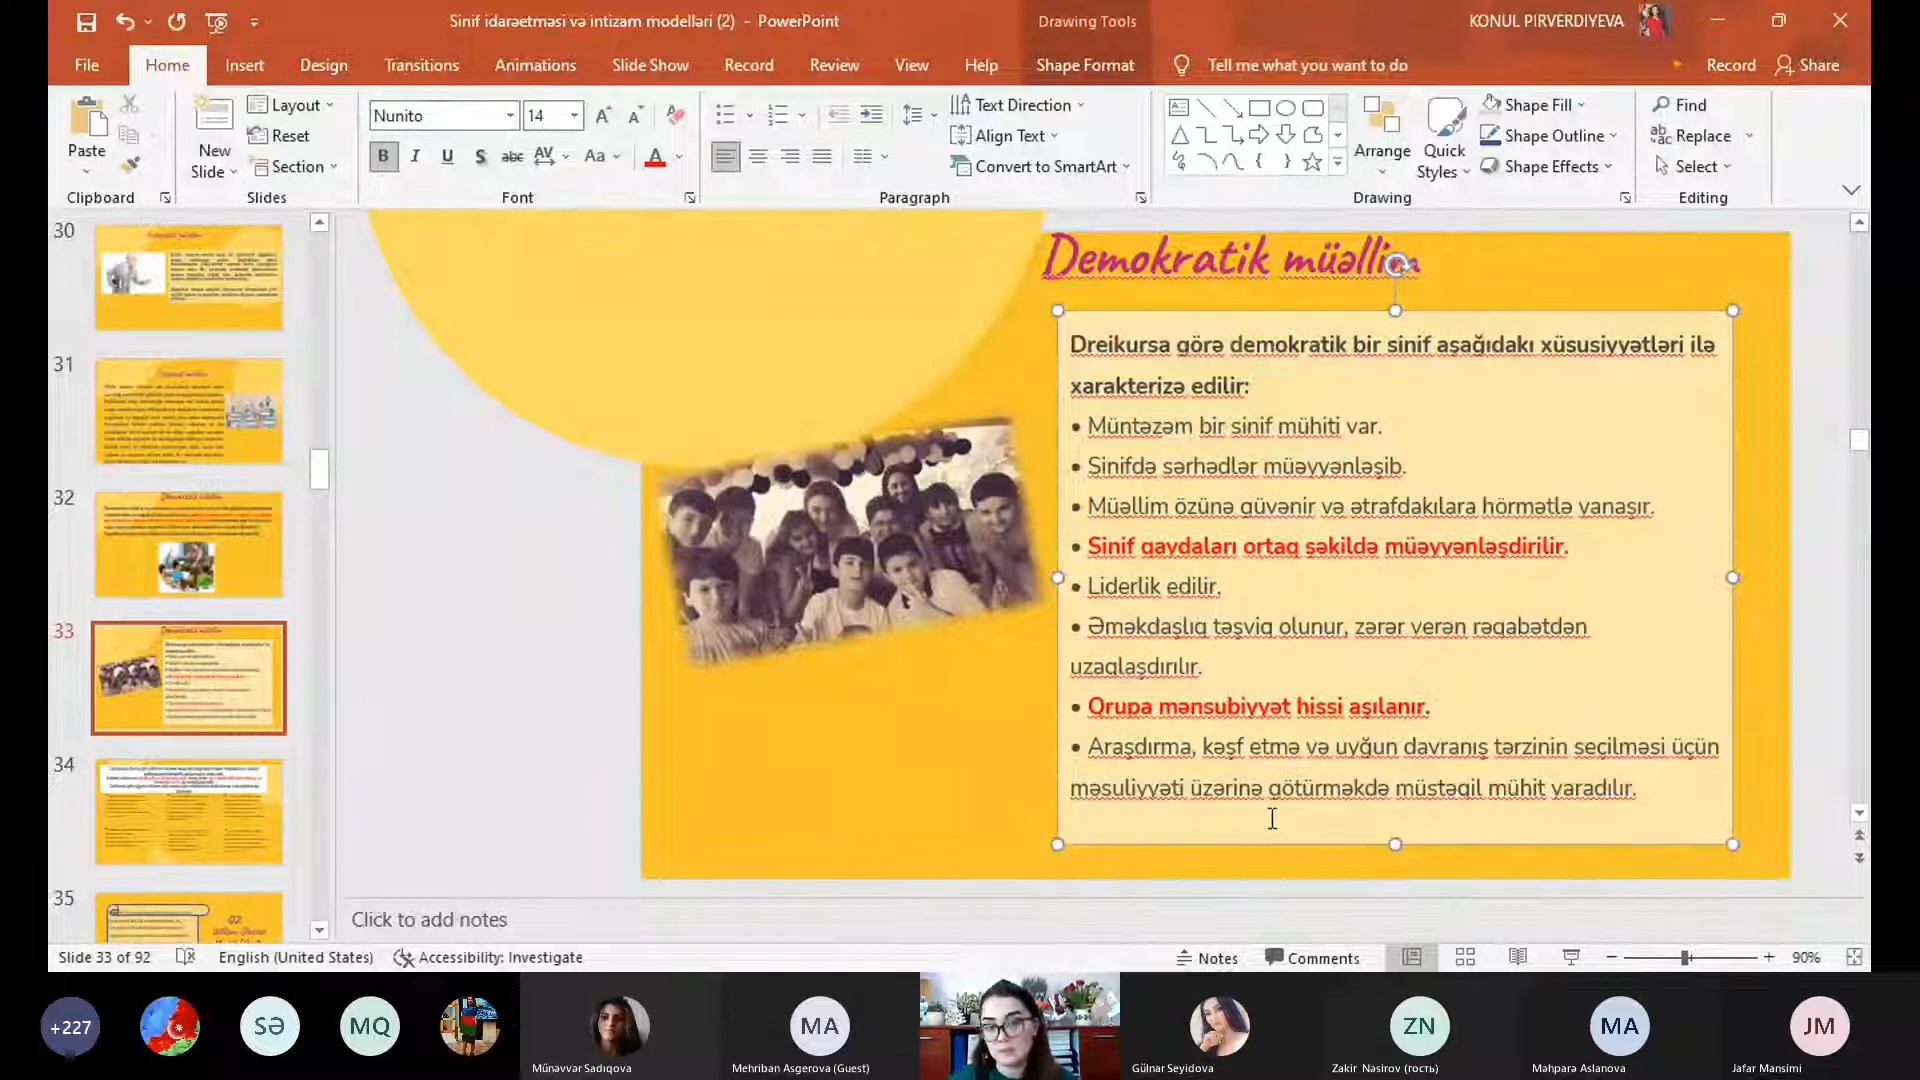 Sinif idarəetməsi və intizam modelləri (2) - PowerPoint
Drawing Tools
KONUL PIRVERDIYEVA
File
Home
Insert
Design
Transitions
Animations
Slide Show
Record
Review
View
Help
Shape Format
Tell me what you want to do
Record
Share
Paste
Clipboard
New
Slide
Layout
Reset
Section
Slides
Nunito
14
B
I
U
S
abc
AV
Aa
A
Font
Text Direction
Align Text
Convert to SmartArt
Paragraph
Arrange
Quick
Styles
Shape Fill
Shape Outline
Shape Effects
Drawing
Find
Replace
Select
Editing
30
31
32
33
34
35
Demokratik müəllim
Dreikursa görə demokratik bir sinif aşağıdakı xüsusiyyətləri ilə
xarakterizə edilir:
• Müntəzəm bir sinif mühiti var.
• Sinifdə sərhədlər müəyyənləşib.
• Müəllim özünə güvənir və ətrafdakılara hörmətlə yanaşır.
• Sinif qaydaları ortaq şəkildə müəyyənləşdirilir.
• Liderlik edilir.
• Əməkdaşlıq təşviq olunur, zərər verən rəqabətdən
uzaqlaşdırılır.
• Qrupa mənsubiyyət hissi aşılanır.
• Araşdırma, kəşf etmə və uyğun davranış tərzinin seçilməsi üçün
məsuliyyəti üzərinə götürməkdə müstəqil mühit yaradılır.
Click to add notes
Slide 33 of 92
English (United States)
Accessibility: Investigate
Notes
Comments
90%
+227
SƏ
MQ
Münəvvər Sadıqova
MA
Mehriban Asgerova (Guest)
Gülnar Seyidova
ZN
Zakir Nəsirov (гость)
MA
Məhparə Aslanova
JM
Jafar Mansimi